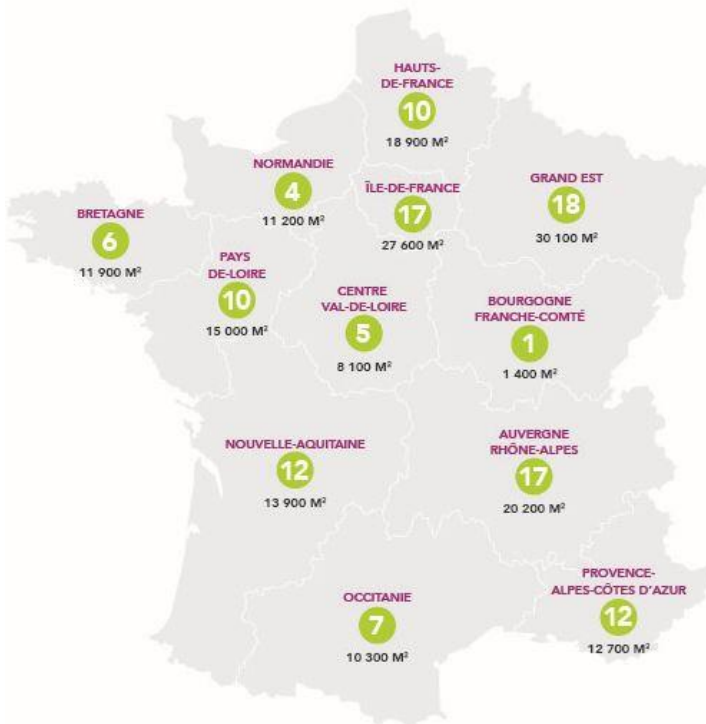 HAUTS-
DE-FRANCE
10
18 900 M²
NORMANDIE
4
11 200 M²
ÎLE-DE-FRANCE
17
27 600 M²
GRAND EST
18
30 100 M²
BRETAGNE
6
11 900 M²
PAYS
DE-LOIRE
10
15 000 M²
CENTRE
VAL-DE-LOIRE
5
8 100 M²
BOURGOGNE
FRANCHE-COMTÉ
1
1 400 M²
NOUVELLE-AQUITAINE
12
13 900 M²
AUVERGNE
RHÔNE-ALPES
17
20 200 M²
OCCITANIE
7
10 300 M²
PROVENCE-
ALPES-CÔTES D'AZUR
12
12 700 M²